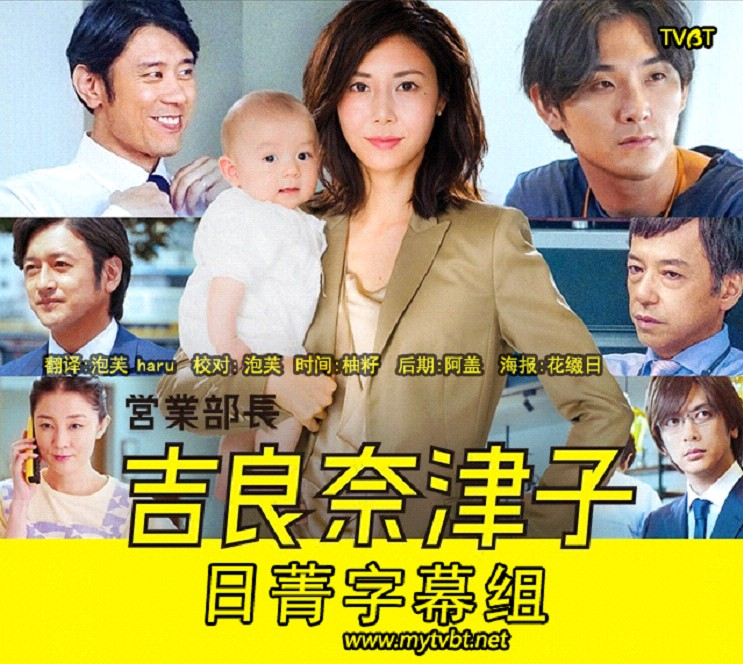 TVβT
翻译:泡芙 haru 校对:泡芙 时间:柚籽 后期:阿盖 海报:花缀日
営業部長
吉良奈津子
日菁字幕组
www.mytvbt.net